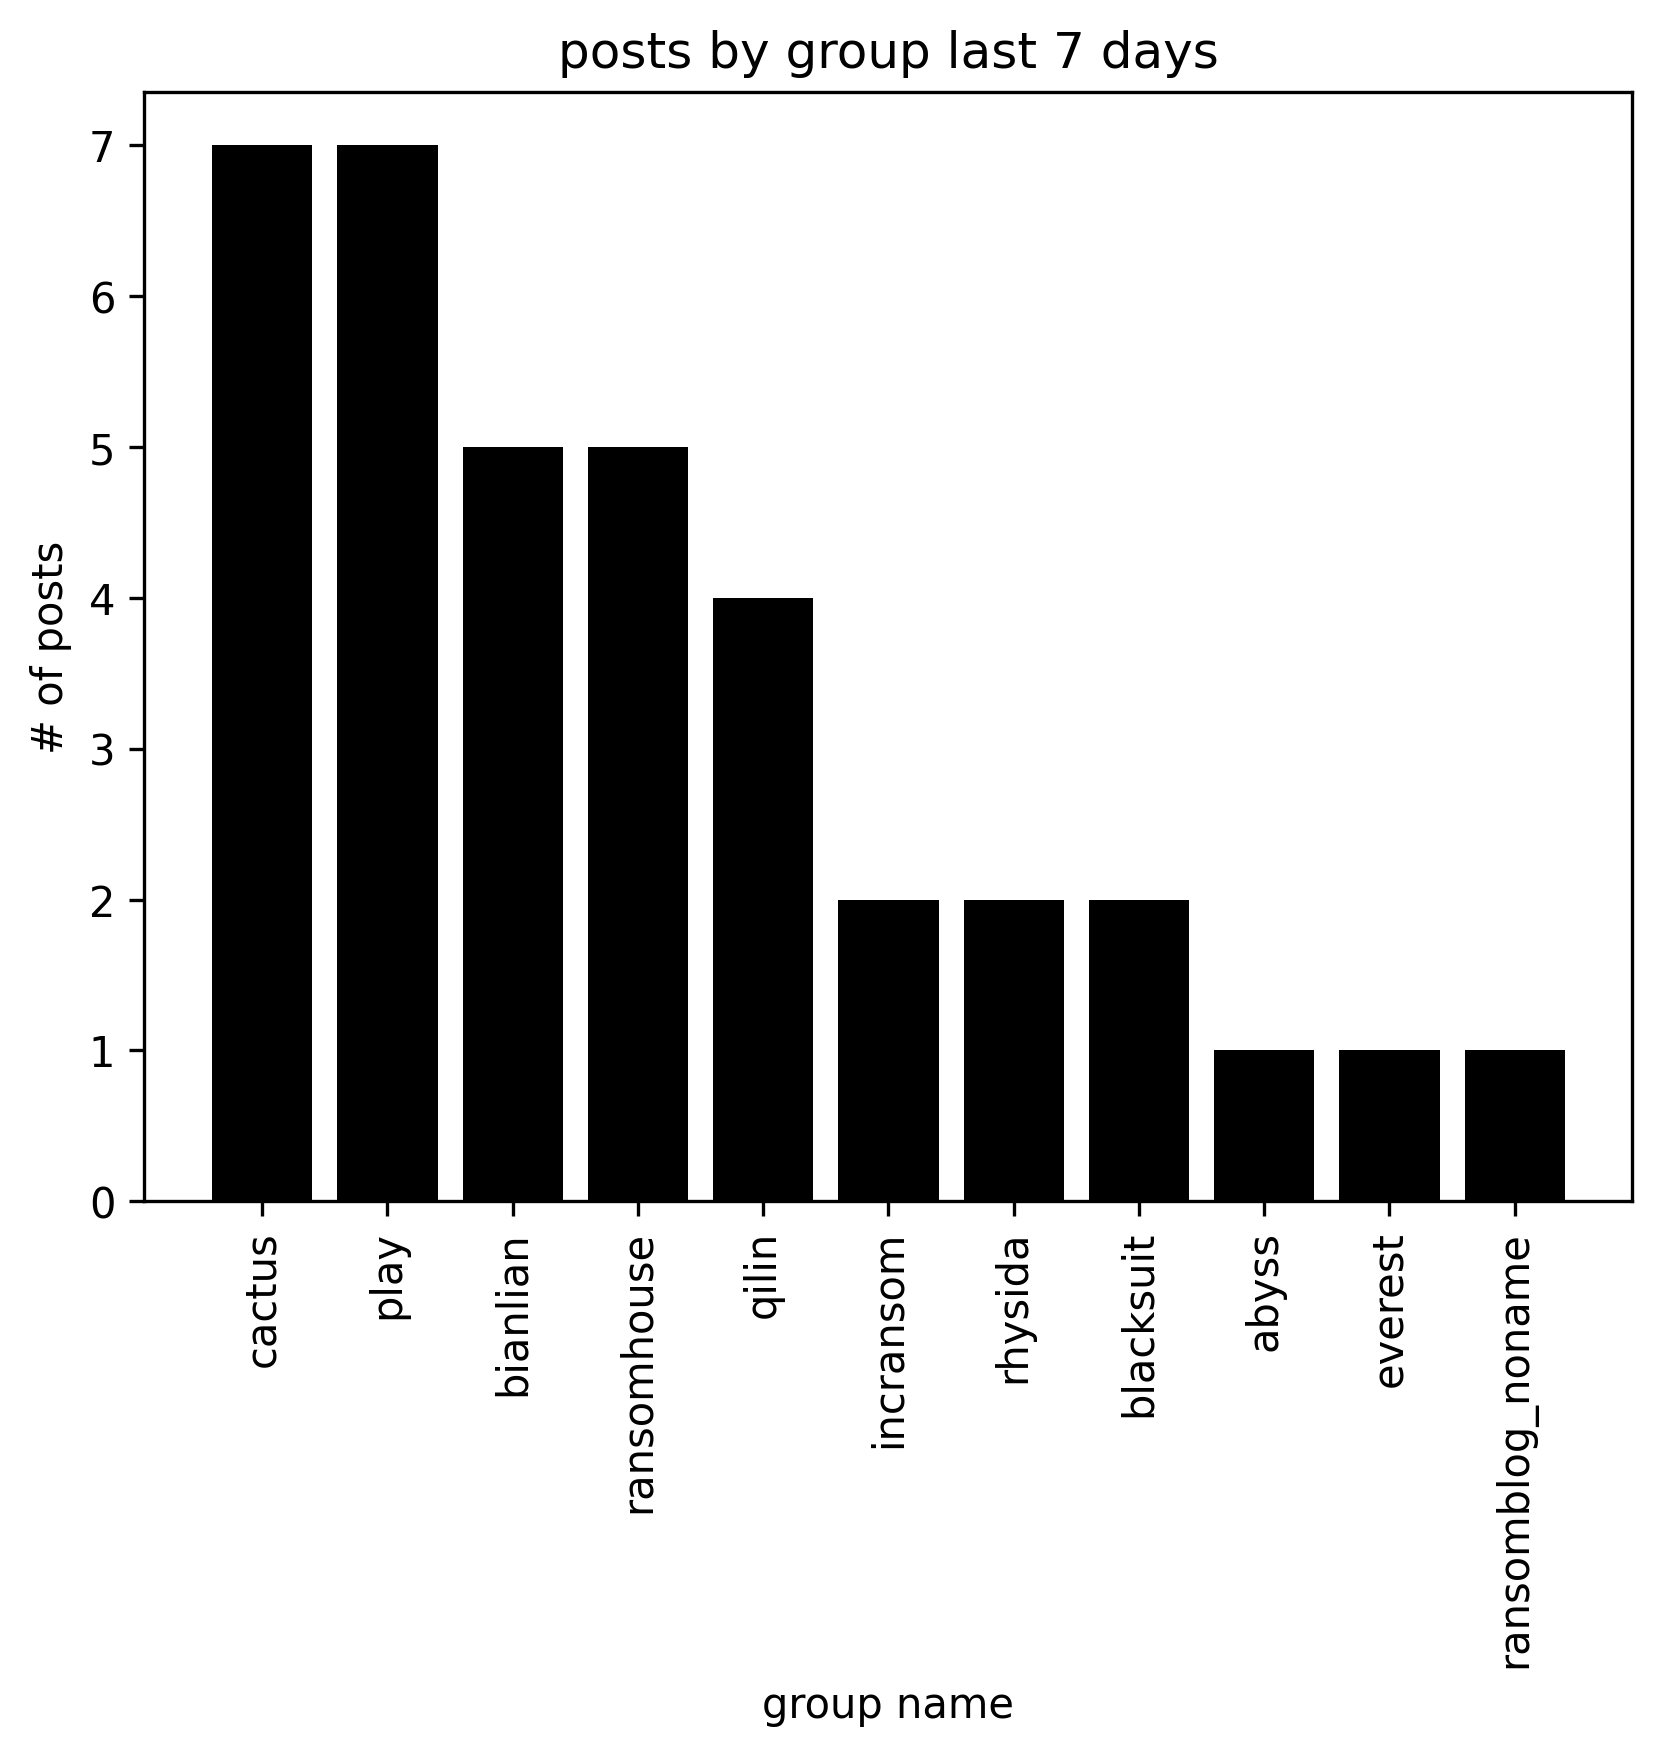 posts by group last 7 days
# of posts
7
6
5
4
3
2
1
0
cactus
play
bianlian
ransomhouse
qilin
incransom
rhysida
blacksuit
abyss
everest
ransomblog_noname
group name